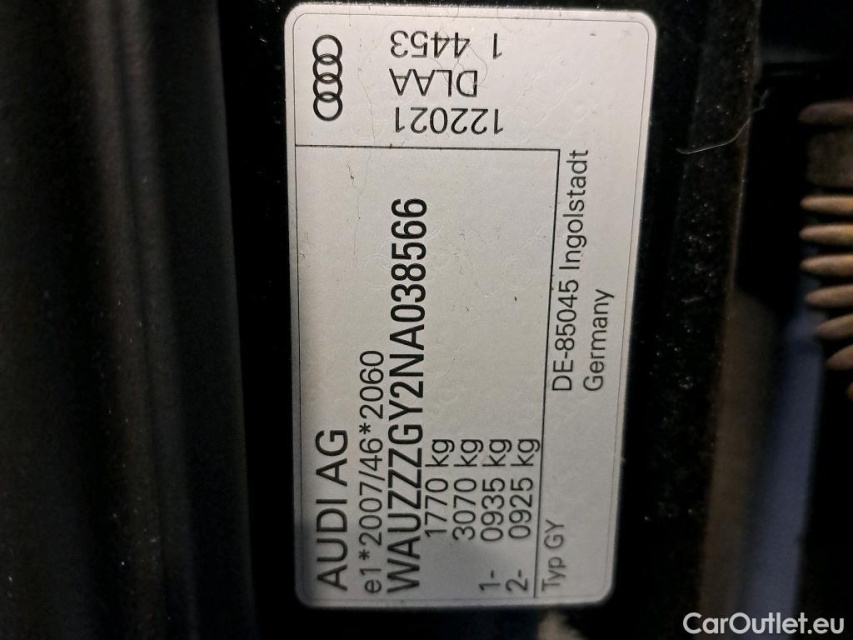 AUDI AG
e1*2007/46*2060
WAUZZZGY2NA038566
1770 kg
3070 kg
1- 0935 kg
2- 0925 kg
Typ GY
DE-85045 Ingolstadt
Germany
122021
DLAA
1 4453
CarOutlet.eu